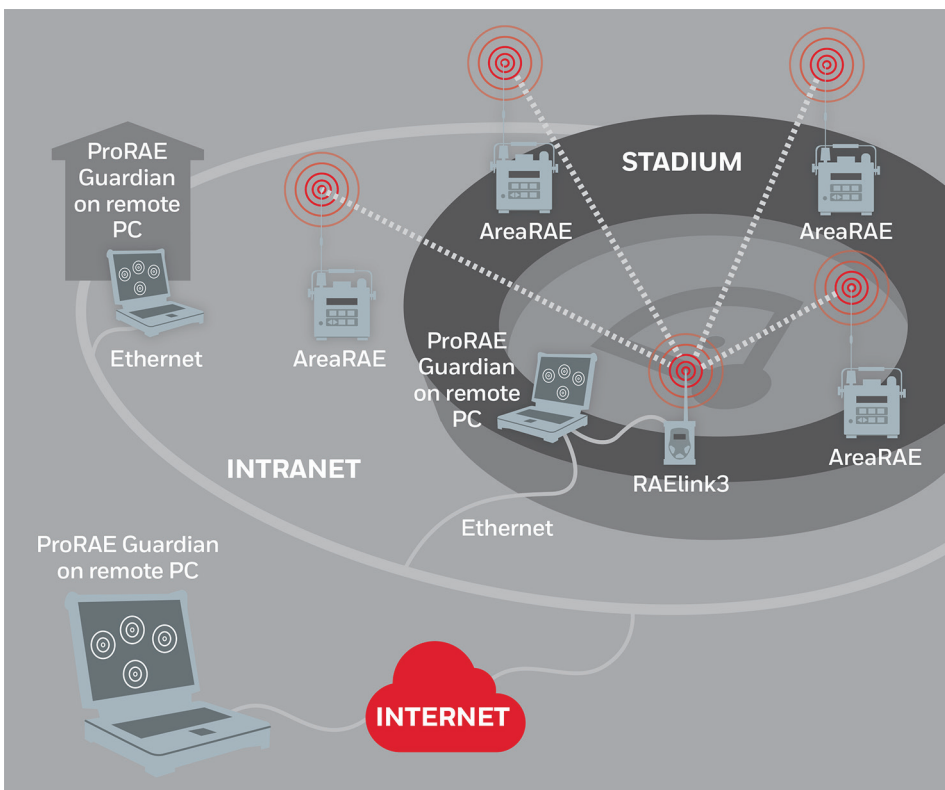 ProRAE
Guardian
on remote
PC
Ethernet
AreaRAE
AreaRAE
STADIUM
AreaRAE
ProRAE
Guardian
on remote
PC
RAElink3
AreaRAE
INTRANET
Ethernet
ProRAE Guardian
on remote PC
INTERNET